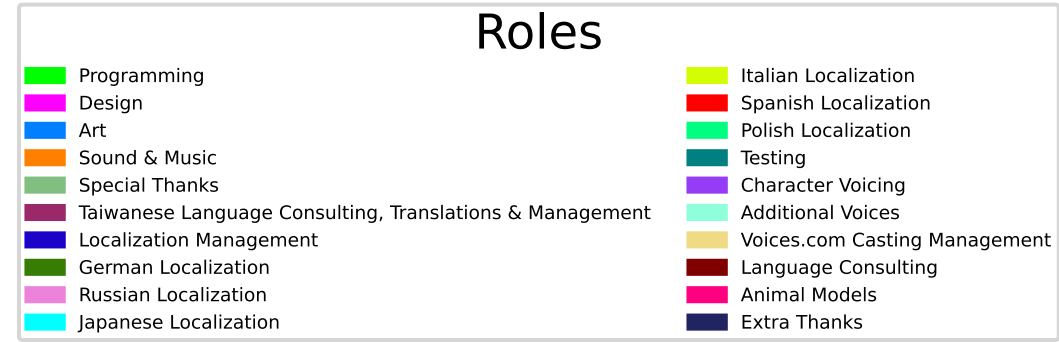 Roles
Programming
Design
Art
Sound & Music
Special Thanks
Taiwanese Language Consulting, Translations & Management
Localization Management
German Localization
Russian Localization
Japanese Localization
Italian Localization
Spanish Localization
Polish Localization
Testing
Character Voicing
Additional Voices
Voices.com Casting Management
Language Consulting
Animal Models
Extra Thanks